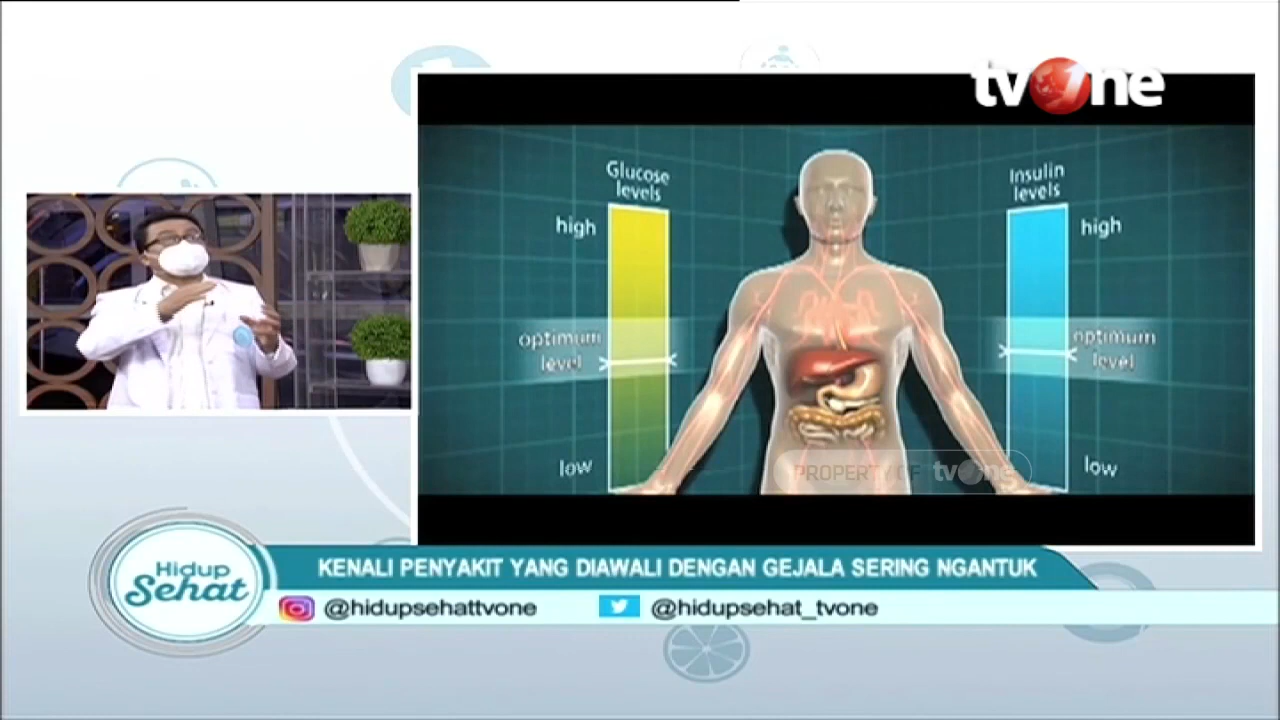 tvOne
Glucose
levels
high
optimum
level
low
Insulin
levels
high
optimum
level
low
PROPERTY OF tvOne
Hidup
Sehat
KENALI PENYAKIT YANG DIAWALI DENGAN GEJALA SERING NGANTUK
@hidupsehattvone
@hidupsehat_tvone